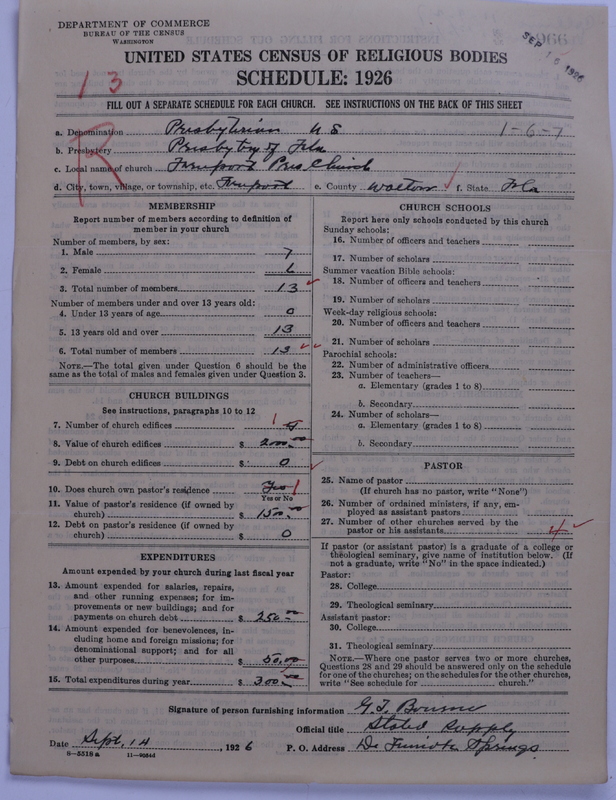 DEPARTMENT OF COMMERCE
BUREAU OF THE CENSUS
WASHINGTON
SEP 16 1926
UNITED STATES CENSUS OF RELIGIOUS BODIES
SCHEDULE: 1926
13
FILL OUT A SEPARATE SCHEDULE FOR EACH CHURCH. SEE INSTRUCTIONS ON THE BACK OF THIS SHEET
R
a. Denomination Presbyterian U S 1-6-7
b. Presbytery Presbytry of Fla
c. Local name of church Freeport Pres Church
d. City, town, village, or township, etc. Freeport e. County Walton f. State Fla
MEMBERSHIP
Report number of members according to definition of
member in your church
Number of members, by sex:
1. Male 7
2. Female 6
3. Total number of members 13
Number of members under and over 13 years old:
4. Under 13 years of age 0
5. 13 years old and over 13
6. Total number of members 13
NOTE.—The total given under Question 6 should be
same as the total of males and females given under Question 3.
CHURCH BUILDINGS
See instructions, paragraphs 10 to 12
7. Number of church edifices 1
8. Value of church edifices $ 2000.00
9. Debt on church edifices $ 0
10. Does church own pastor's residence Yes 1
Yes or No
11. Value of pastor's residence (if owned by
church) $ 1500.00
12. Debt on pastor's residence (if owned by
church) $ 0
EXPENDITURES
Amount expended by your church during last fiscal year
13. Amount expended for salaries, repairs,
and other running expenses; for im-
provements or new buildings; and for
payments on church debt $ 250.00
14. Amount expended for benevolences, in-
cluding home and foreign missions; for
denominational support; and for all
other purposes $ 50.00
15. Total expenditures during year $ 300.00
CHURCH SCHOOLS
Report here only schools conducted by this church
Sunday schools:
16. Number of officers and teachers
17. Number of scholars
Summer vacation Bible schools:
18. Number of officers and teachers
19. Number of scholars
Week-day religious schools:
20. Number of officers and teachers
21. Number of scholars
Parochial schools:
22. Number of administrative officers
23. Number of teachers—
a. Elementary (grades 1 to 8)
b. Secondary
24. Number of scholars—
a. Elementary (grades 1 to 8)
b. Secondary
PASTOR
25. Name of pastor
(If church has no pastor, write "None")
26. Number of ordained ministers, if any, em-
ployed as assistant pastors
27. Number of other churches served by the
pastor or his assistants 4
If pastor (or assistant pastor) is a graduate of a college or
theological seminary, give name of institution below. (If
not a graduate, write "No" in the space indicated.)
Pastor:
28. College
29. Theological seminary
Assistant pastor:
30. College
31. Theological seminary
NOTE.—Where one pastor serves two or more churches,
Questions 28 and 29 should be answered only on the schedule
for one of the churches; on the schedules for the other churches,
write "See schedule for church."
Signature of person furnishing information G. T. Bourne
Official title Stated Supply
Date Sept, 14, 1926 P. O. Address De Funiak Springs
8-5518 a